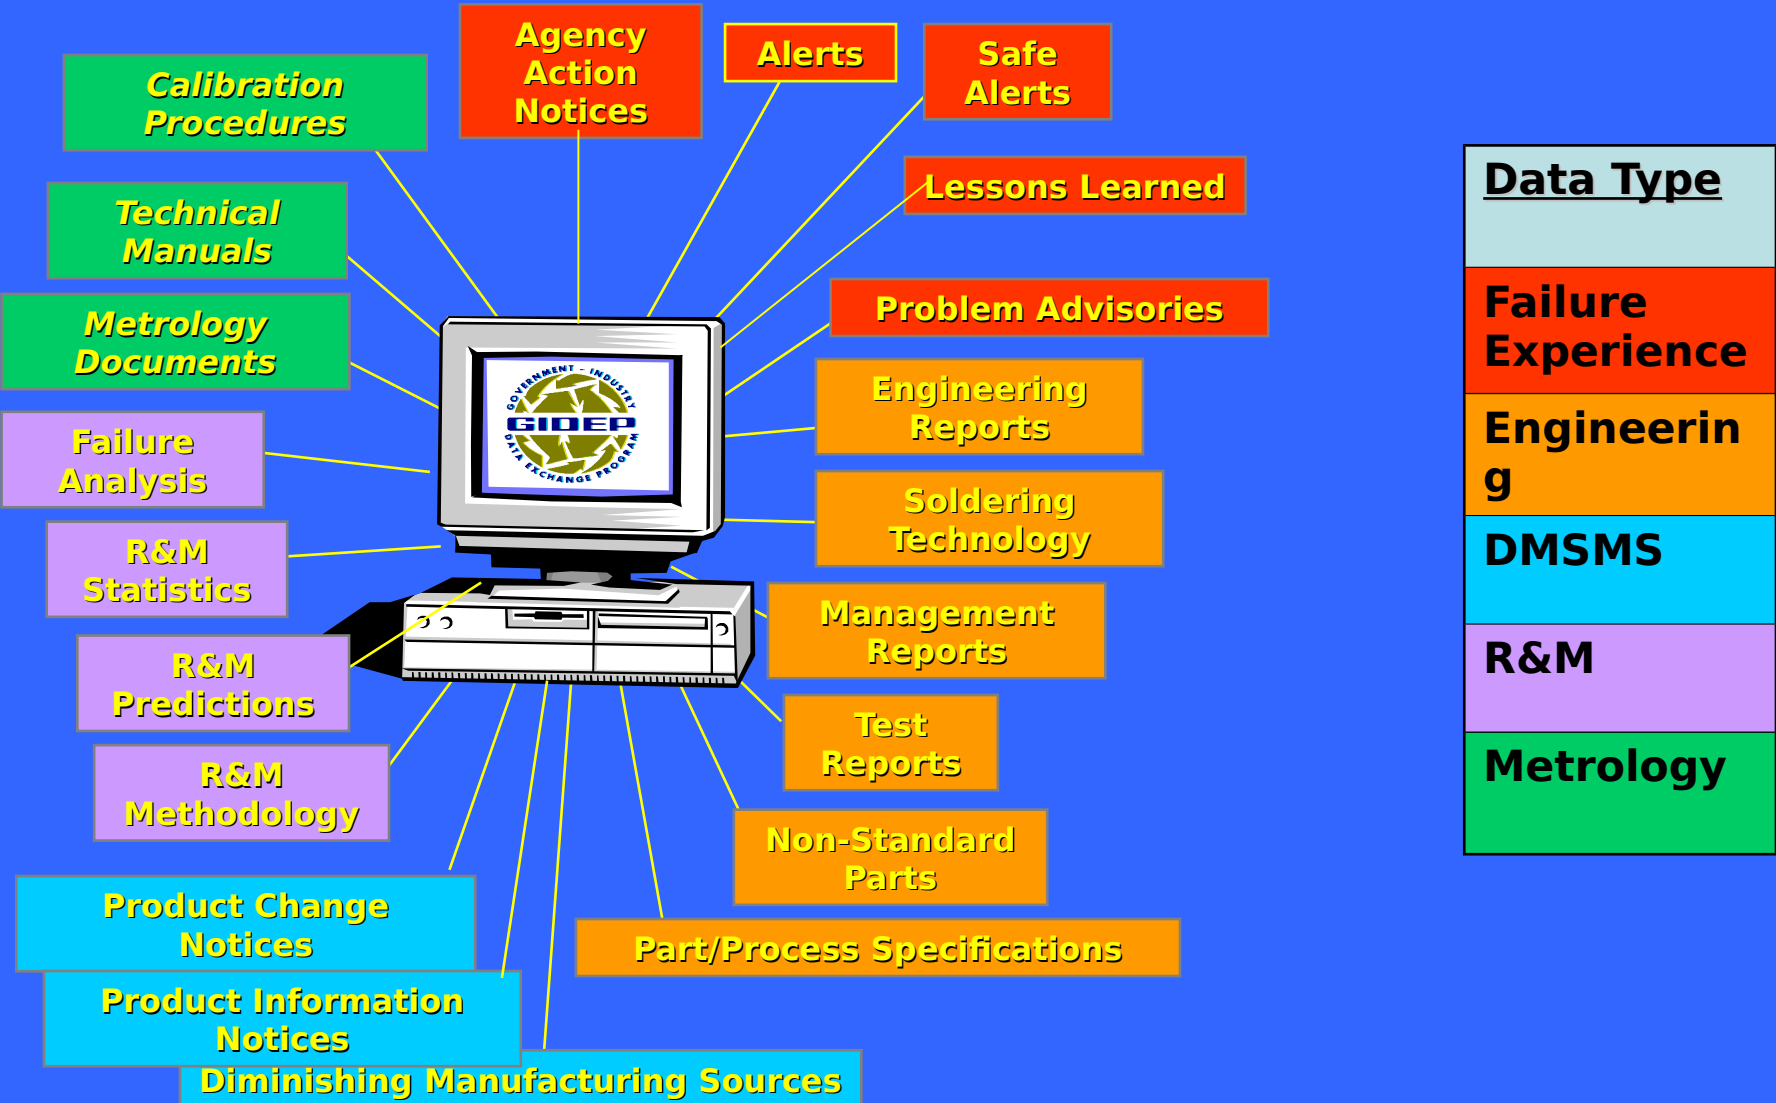 Agency
Action
Notices
Alerts
Safe
Alerts
Calibration
Procedures
Lessons Learned
Technical
Manuals
Problem Advisories
Metrology
Documents
Engineering
Reports
Failure
Analysis
GOVERNMENT - INDUSTRY
GIDEP
DATA EXCHANGE PROGRAM
Soldering
Technology
R&M
Statistics
Management
Reports
R&M
Predictions
Test
Reports
R&M
Methodology
Non-Standard
Parts
Product Change
Notices
Part/Process Specifications
Product Information
Notices
Diminishing Manufacturing Sources
Data Type
Failure
Experience
Engineerin
g
DMSMS
R&M
Metrology